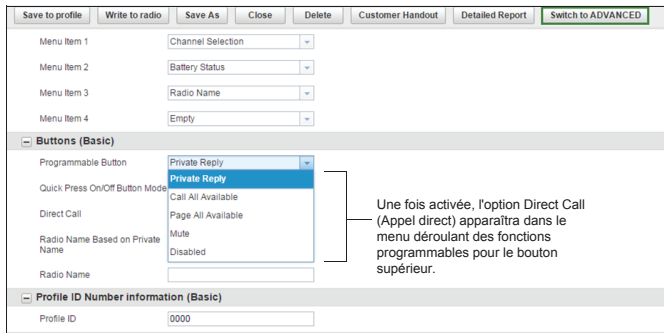 Save to profile Write to radio Save As Close Delete Customer Handout Detailed Report Switch to ADVANCED
Menu Item 1 Channel Selection
Menu Item 2 Battery Status
Menu Item 3 Radio Name
Menu Item 4 Empty
Buttons (Basic)
Programmable Button Private Reply
Private Reply
Quick Press On/Off Button Mode
Call All Available
Direct Call
Page All Available
Radio Name Based on Private
Name
Mute
Disabled
Radio Name
Une fois activée, l'option Direct Call
(Appel direct) apparaîtra dans le
menu déroulant des fonctions
programmables pour le bouton
supérieur.
Profile ID Number information (Basic)
Profile ID 0000